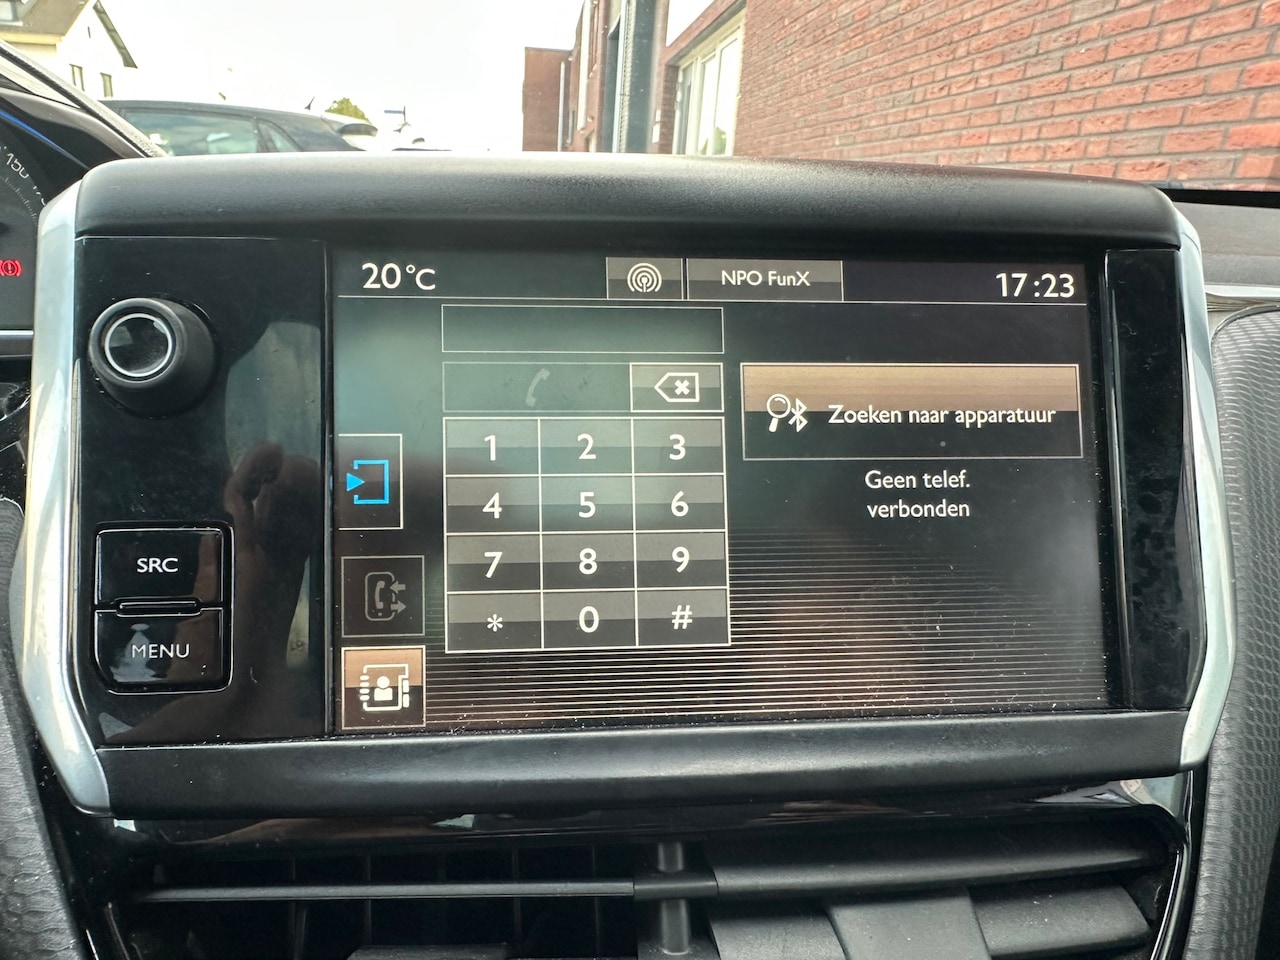 150
20°C
NPO FunX
17:23
1 2 3
4 5 6
7 8 9
* 0 #
Zoeken naar apparatuur
Geen telef.
verbonden
SRC
MENU